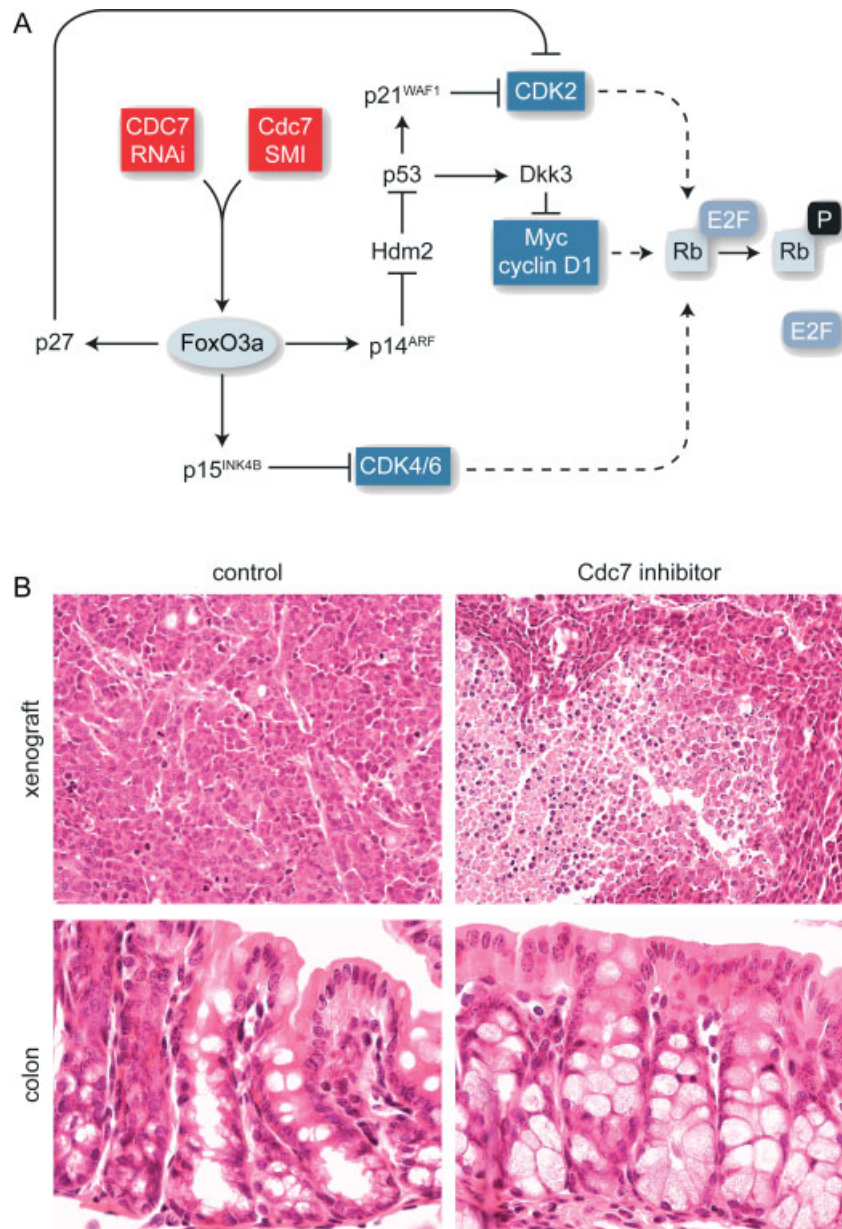 A
CDC7
RNAi
Cdc7
SMI
p21WAF1
CDK2
p53
Dkk3
Hdm2
Myc
cyclin D1
Rb
E2F
Rb
P
E2F
p27
FoxO3a
p14ARF
p15INK4B
CDK4/6
B
control
Cdc7 inhibitor
xenograft
colon